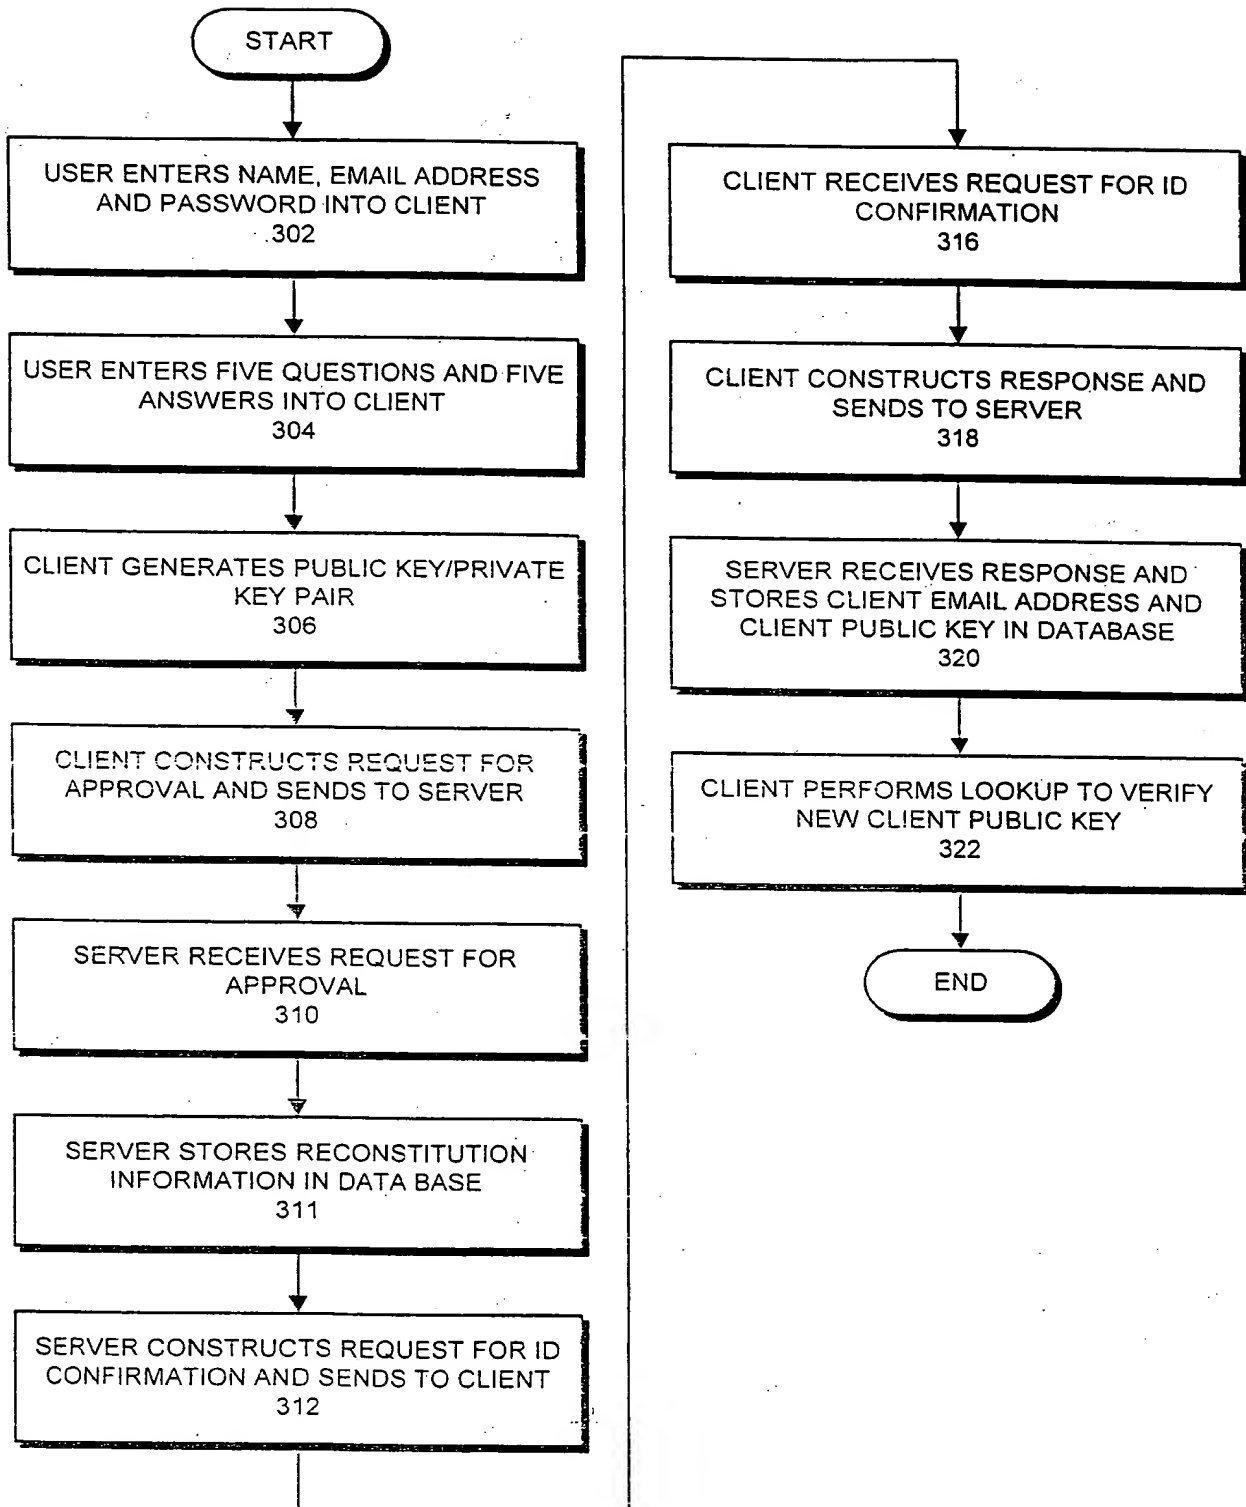 START
USER ENTERS NAME, EMAIL ADDRESS
AND PASSWORD INTO CLIENT
302
USER ENTERS FIVE QUESTIONS AND FIVE
ANSWERS INTO CLIENT
304
CLIENT GENERATES PUBLIC KEY/PRIVATE
KEY PAIR
306
CLIENT CONSTRUCTS REQUEST FOR
APPROVAL AND SENDS TO SERVER
308
SERVER RECEIVES REQUEST FOR
APPROVAL
310
SERVER STORES RECONSTITUTION
INFORMATION IN DATA BASE
311
SERVER CONSTRUCTS REQUEST FOR ID
CONFIRMATION AND SENDS TO CLIENT
312
CLIENT RECEIVES REQUEST FOR ID
CONFIRMATION
316
CLIENT CONSTRUCTS RESPONSE AND
SENDS TO SERVER
318
SERVER RECEIVES RESPONSE AND
STORES CLIENT EMAIL ADDRESS AND
CLIENT PUBLIC KEY IN DATABASE
320
CLIENT PERFORMS LOOKUP TO VERIFY
NEW CLIENT PUBLIC KEY
322
END